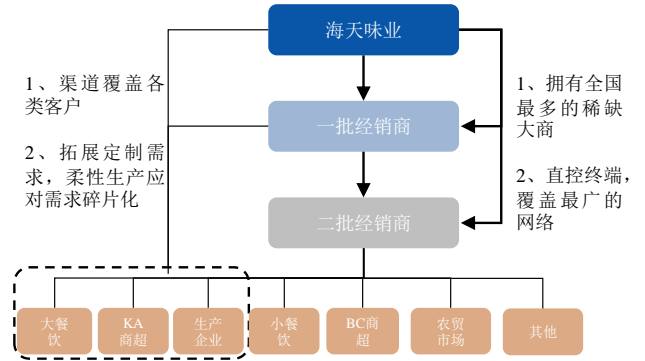 海天味业
1、渠道覆盖各
类客户
2、拓展定制需
求，柔性生产应
对需求碎片化
一批经销商
二批经销商
1、拥有全国
最多的稀缺
大商
2、直控终端，
覆盖最广的
网络
大餐
饮
KA
商超
生产
企业
小餐
饮
BC商
超
农贸
市场
其他